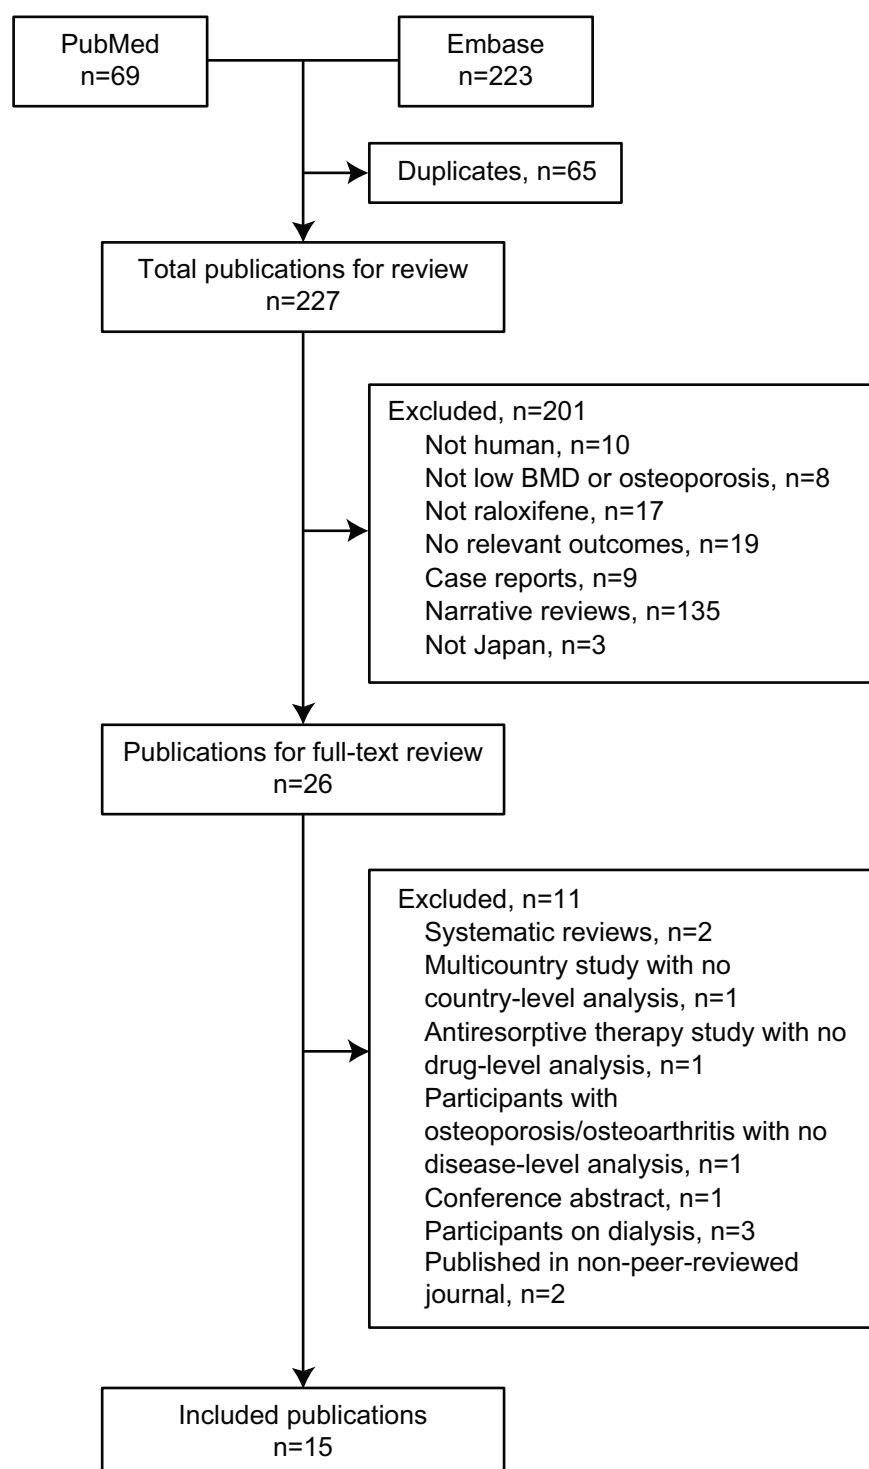 PubMed
n=69
Embase
n=223
Duplicates, n=65
Total publications for review
n=227
Excluded, n=201
Not human, n=10
Not low BMD or osteoporosis, n=8
Not raloxifene, n=17
No relevant outcomes, n=19
Case reports, n=9
Narrative reviews, n=135
Not Japan, n=3
Publications for full-text review
n=26
Excluded, n=11
Systematic reviews, n=2
Multicountry study with no
country-level analysis, n=1
Antiresorptive therapy study with no
drug-level analysis, n=1
Participants with
osteoporosis/osteoarthritis with no
disease-level analysis, n=1
Conference abstract, n=1
Participants on dialysis, n=3
Published in non-peer-reviewed
journal, n=2
Included publications
n=15